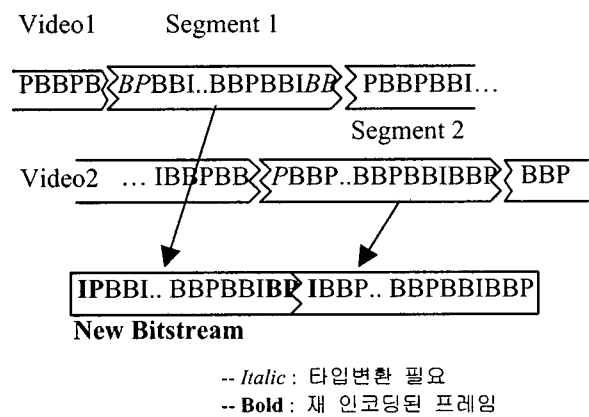 Video1 Segment 1
PBBPB BPBBI..BBPBBIBB PBBPBBI...
Segment 2
Video2 ... IBBPBB PBBP..BBPBBIBBP BBP
IPBBI.. BBPBBIBP IBBP.. BBPBBIBBP
New Bitstream
-- Italic : 타입변환 필요
-- Bold : 재 인코딩된 프레임